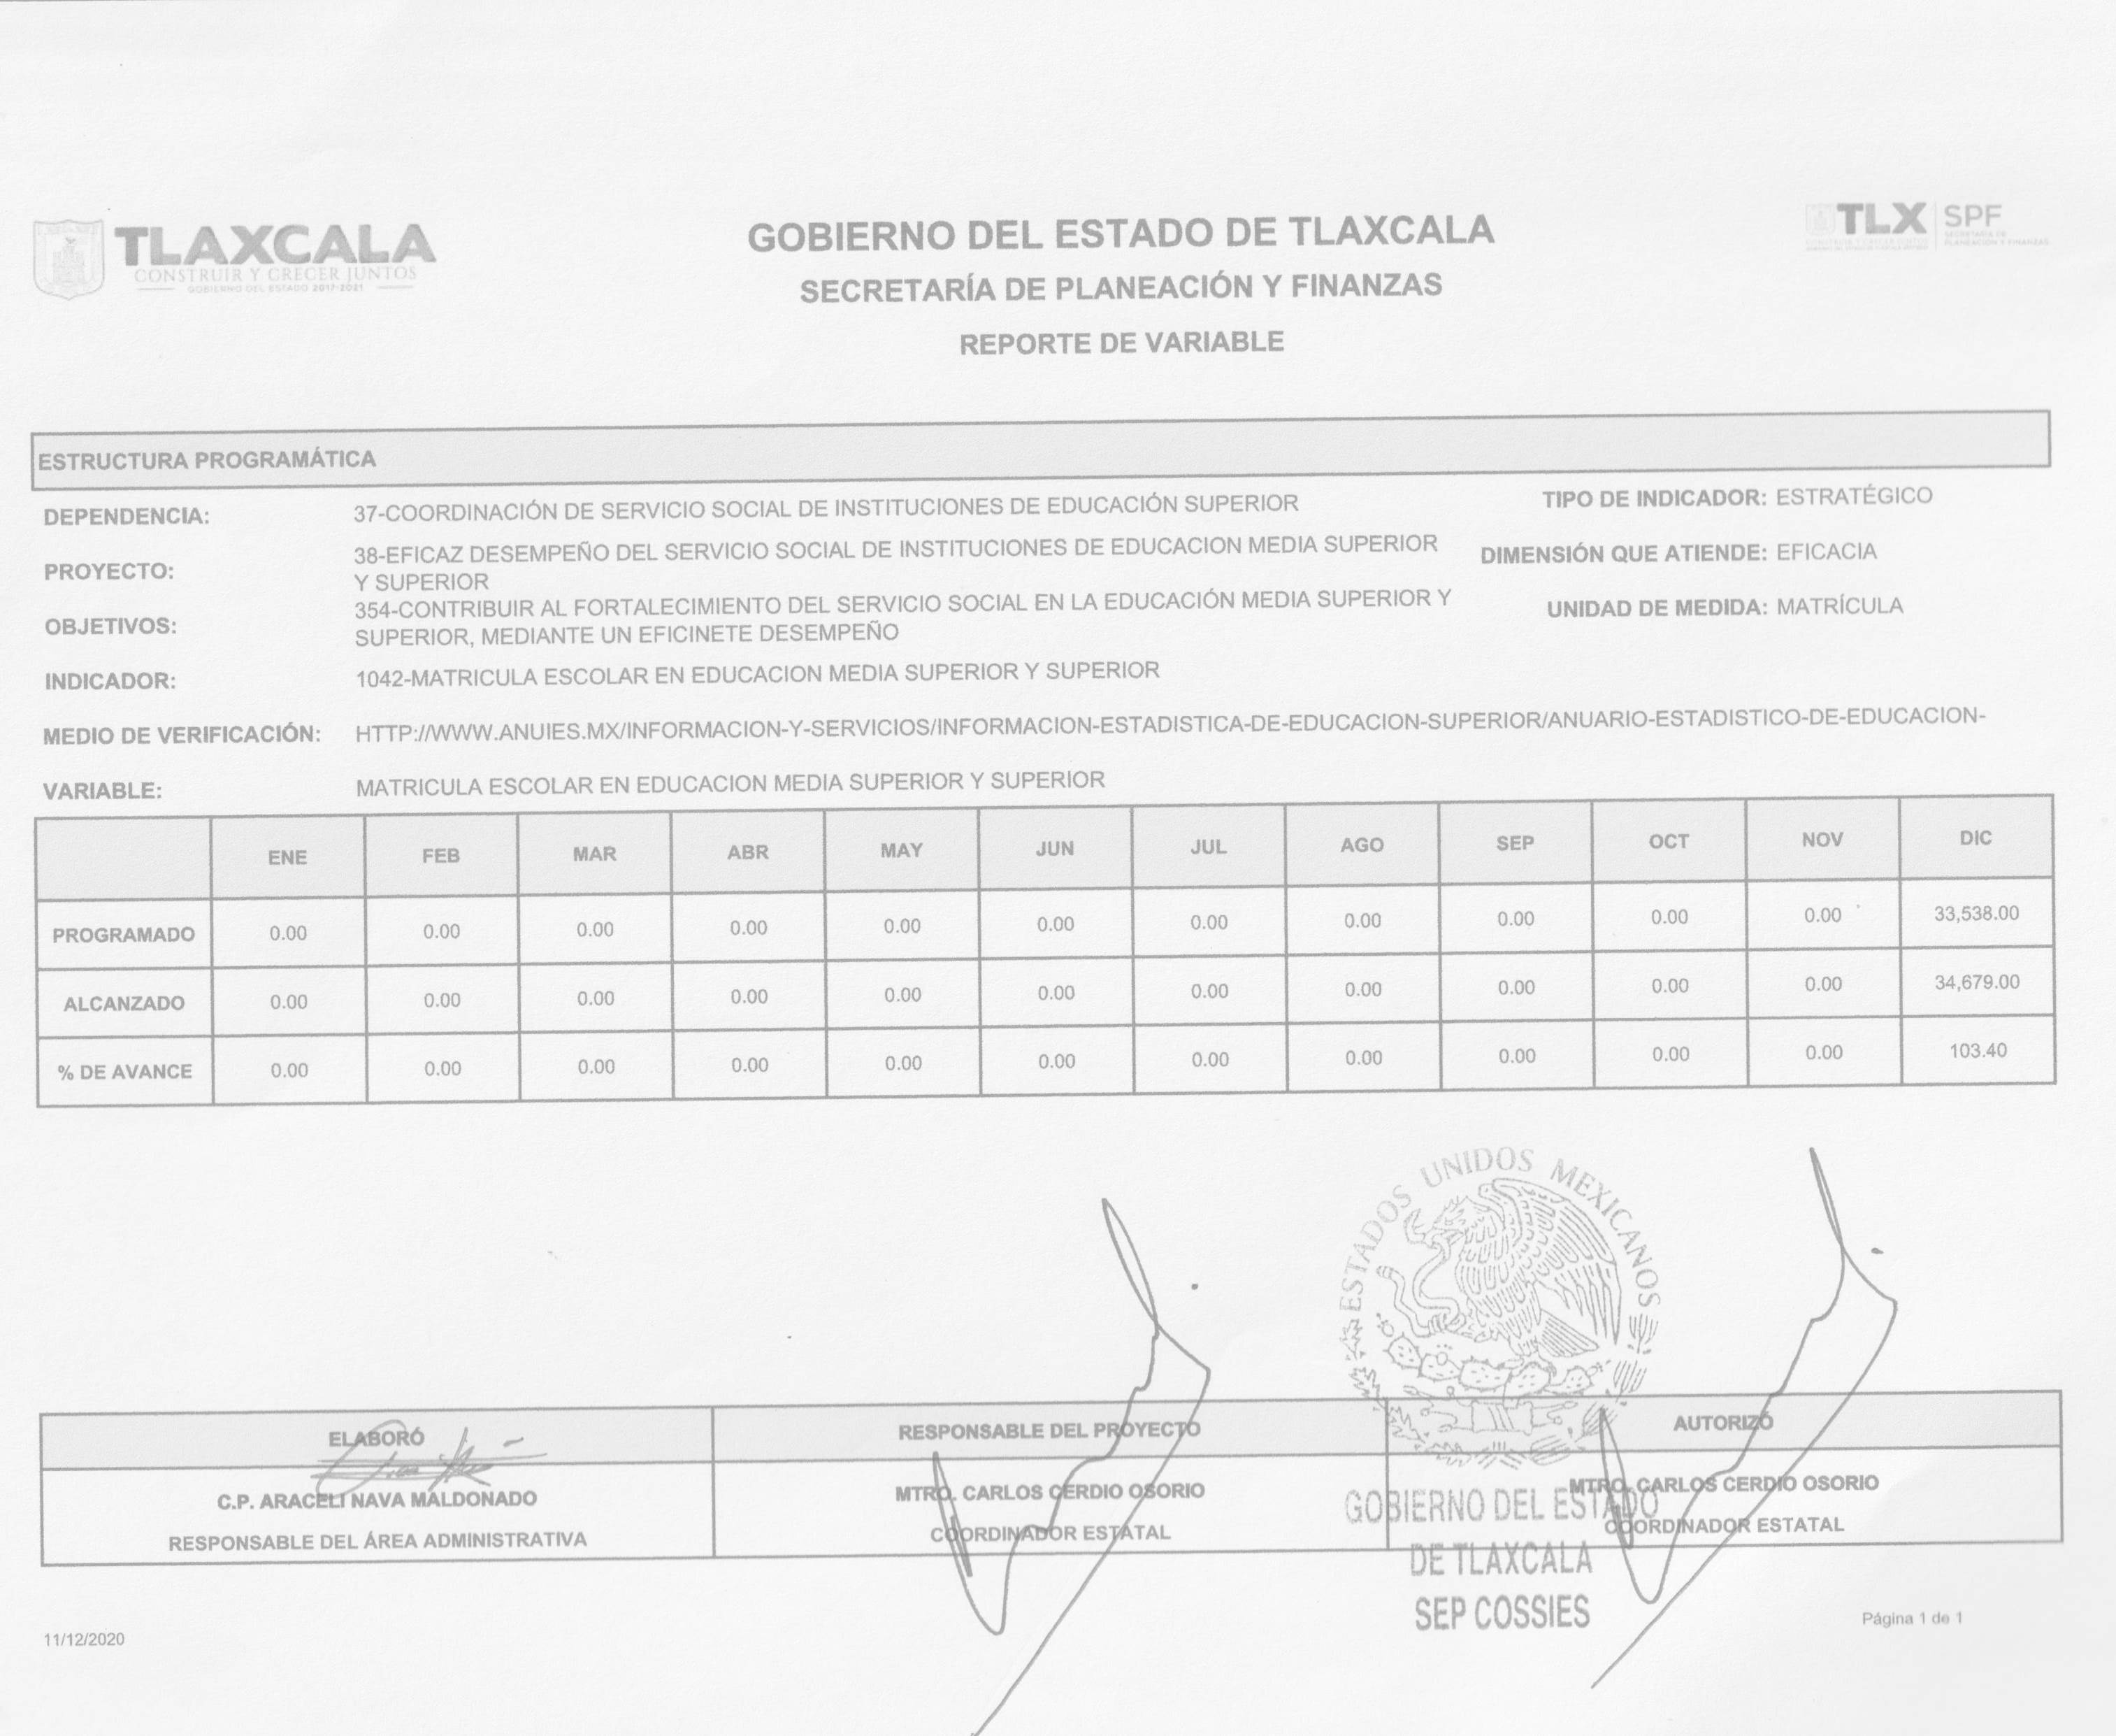 TLAXCALA
CONSTRUIR Y CRECER JUNTOS
GOBIERNO DEL ESTADO 2017-2021
GOBIERNO DEL ESTADO DE TLAXCALA
SECRETARÍA DE PLANEACIÓN Y FINANZAS
REPORTE DE VARIABLE
TLX SPF
SECRETARÍA DE
PLANEACIÓN Y FINANZAS
CONSTRUIR Y CRECER JUNTOS
ESTRUCTURA PROGRAMÁTICA
DEPENDENCIA: 37-COORDINACIÓN DE SERVICIO SOCIAL DE INSTITUCIONES DE EDUCACIÓN SUPERIOR TIPO DE INDICADOR: ESTRATÉGICO
PROYECTO: 38-EFICAZ DESEMPEÑO DEL SERVICIO SOCIAL DE INSTITUCIONES DE EDUCACION MEDIA SUPERIOR DIMENSIÓN QUE ATIENDE: EFICACIA
Y SUPERIOR
OBJETIVOS: 354-CONTRIBUIR AL FORTALECIMIENTO DEL SERVICIO SOCIAL EN LA EDUCACIÓN MEDIA SUPERIOR Y UNIDAD DE MEDIDA: MATRÍCULA
SUPERIOR, MEDIANTE UN EFICINETE DESEMPEÑO
INDICADOR: 1042-MATRICULA ESCOLAR EN EDUCACION MEDIA SUPERIOR Y SUPERIOR
MEDIO DE VERIFICACIÓN: HTTP://WWW.ANUIES.MX/INFORMACION-Y-SERVICIOS/INFORMACION-ESTADISTICA-DE-EDUCACION-SUPERIOR/ANUARIO-ESTADISTICO-DE-EDUCACION-
VARIABLE: MATRICULA ESCOLAR EN EDUCACION MEDIA SUPERIOR Y SUPERIOR
ENE FEB MAR ABR MAY JUN JUL AGO SEP OCT NOV DIC
PROGRAMADO 0.00 0.00 0.00 0.00 0.00 0.00 0.00 0.00 0.00 0.00 0.00 33,538.00
ALCANZADO 0.00 0.00 0.00 0.00 0.00 0.00 0.00 0.00 0.00 0.00 0.00 34,679.00
% DE AVANCE 0.00 0.00 0.00 0.00 0.00 0.00 0.00 0.00 0.00 0.00 0.00 103.40
ESTADOS UNIDOS MEXICANOS
ELABORÓ RESPONSABLE DEL PROYECTO AUTORIZÓ
C.P. ARACELI NAVA MALDONADO MTRO. CARLOS CERDIO OSORIO MTRO. CARLOS CERDIO OSORIO
RESPONSABLE DEL ÁREA ADMINISTRATIVA COORDINADOR ESTATAL COORDINADOR ESTATAL
GOBIERNO DEL ESTADO
DE TLAXCALA
SEP COSSIES
11/12/2020 Página 1 de 1